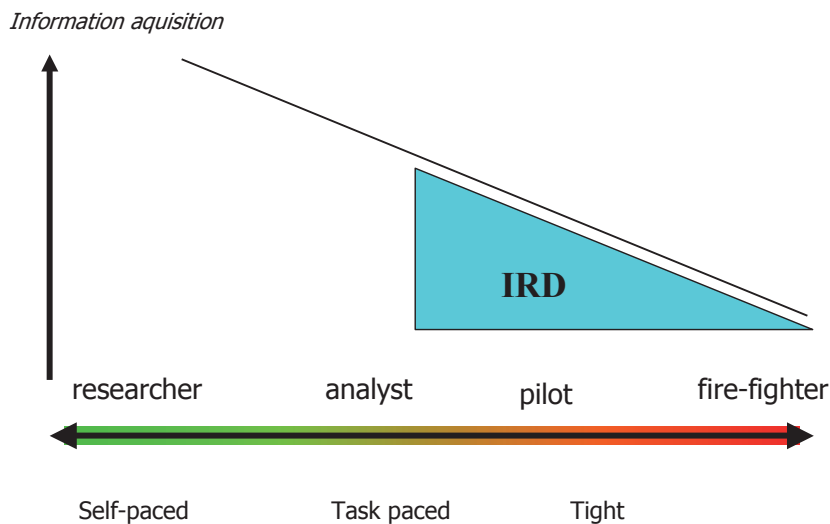 Information aquisition
IRD
researcher analyst pilot fire-fighter
Self-paced Task paced Tight